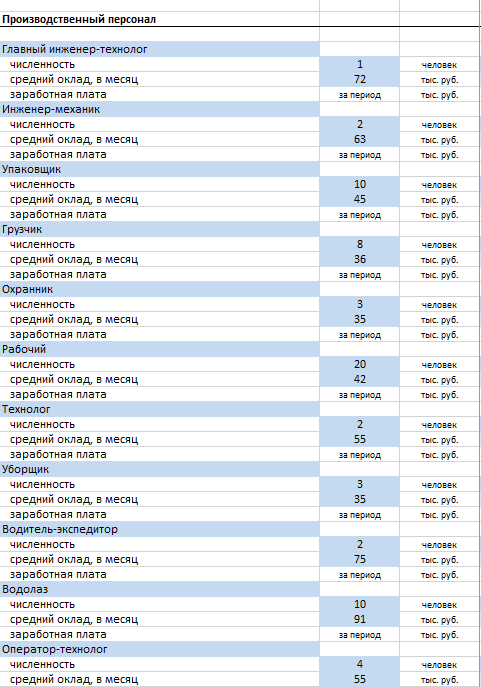 Производственный персонал
Главный инженер-технолог
численность 1 человек
средний оклад, в месяц 72 тыс. руб.
заработная плата за период тыс. руб.
Инженер-механик
численность 2 человек
средний оклад, в месяц 63 тыс. руб.
заработная плата за период тыс. руб.
Упаковщик
численность 10 человек
средний оклад, в месяц 45 тыс. руб.
заработная плата за период тыс. руб.
Грузчик
численность 8 человек
средний оклад, в месяц 36 тыс. руб.
заработная плата за период тыс. руб.
Охранник
численность 3 человек
средний оклад, в месяц 35 тыс. руб.
заработная плата за период тыс. руб.
Рабочий
численность 20 человек
средний оклад, в месяц 42 тыс. руб.
заработная плата за период тыс. руб.
Технолог
численность 2 человек
средний оклад, в месяц 55 тыс. руб.
заработная плата за период тыс. руб.
Уборщик
численность 3 человек
средний оклад, в месяц 35 тыс. руб.
заработная плата за период тыс. руб.
Водитель-экспедитор
численность 2 человек
средний оклад, в месяц 75 тыс. руб.
заработная плата за период тыс. руб.
Водолаз
численность 10 человек
средний оклад, в месяц 91 тыс. руб.
заработная плата за период тыс. руб.
Оператор-технолог
численность 4 человек
средний оклад, в месяц 55 тыс. руб.